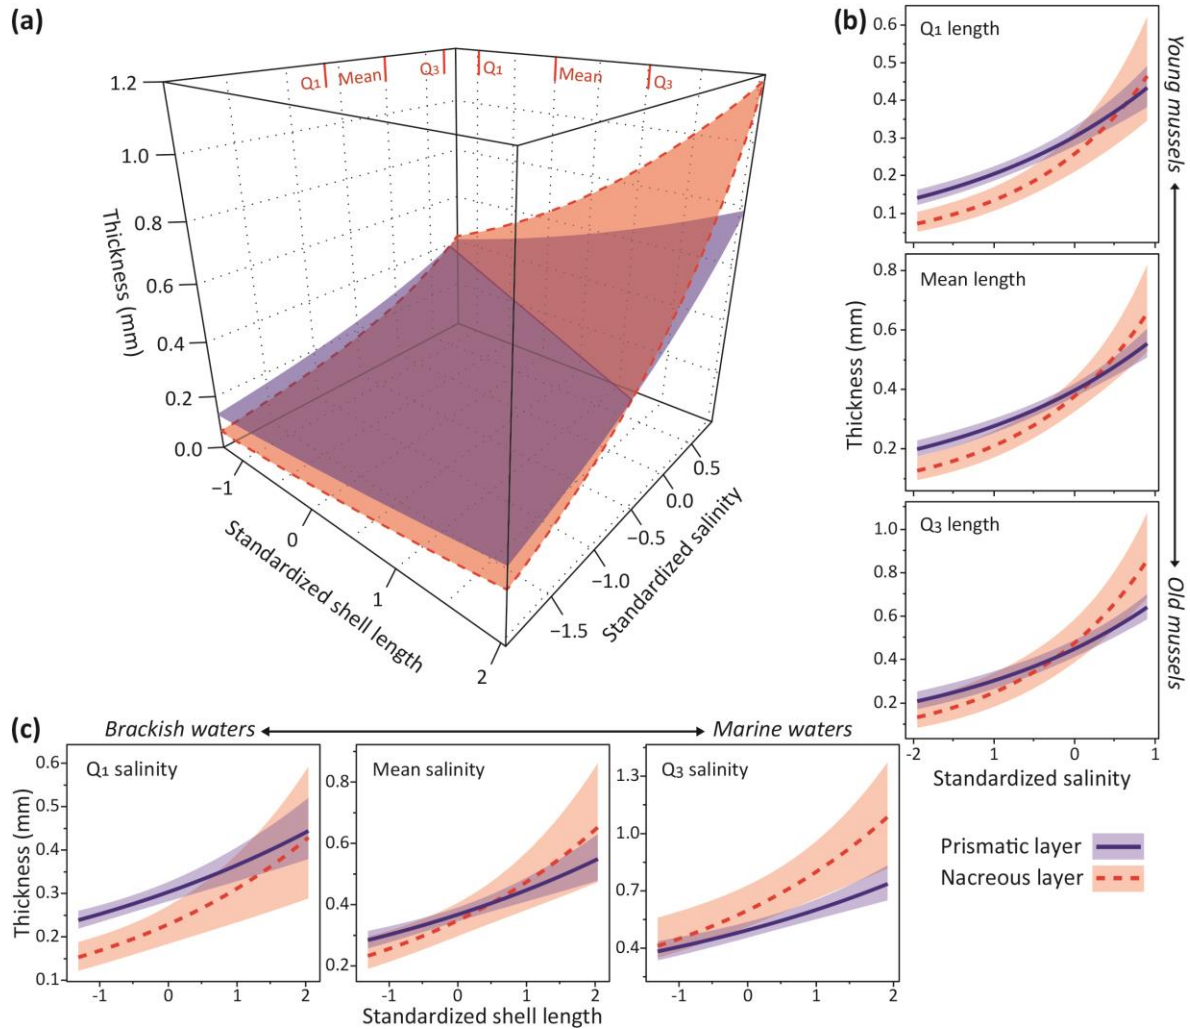 (a)
1.2
1.0
0.8
0.6
0.4
0.2
0.0
Thickness (mm)
Q1 Mean Q3 Q1 Mean Q3
−1
0
1
2
Standardized shell length
−1.5
−1.0
−0.5
0.0
0.5
Standardized salinity
(b)
Q1 length
0.6
0.5
0.4
0.3
0.2
0.1
Mean length
0.8
0.6
0.4
0.2
Thickness (mm)
Q3 length
1.0
0.8
0.6
0.4
0.2
-2 1 0 1
Standardized salinity
Young mussels
Old mussels
(c)
Brackish waters
Marine waters
Q1 salinity
0.6
0.5
0.4
0.3
0.2
0.1
Thickness (mm)
-1 0 1 2
Mean salinity
0.8
0.6
0.4
0.2
-1 0 1 2
Q3 salinity
1.3
1.0
0.7
0.4
-1 0 1 2
Standardized shell length
Prismatic layer
Nacreous layer